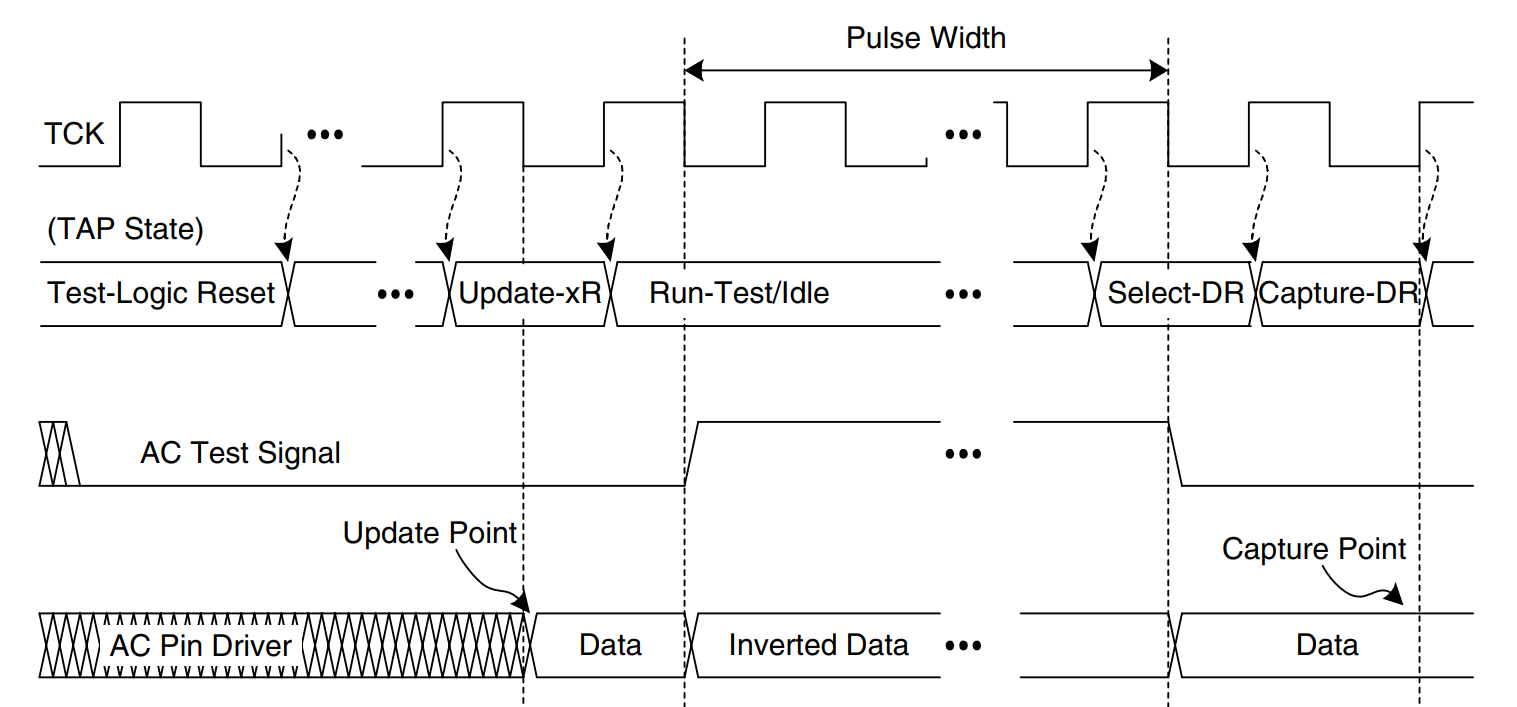 Pulse Width
TCK
(TAP State)
Test-Logic Reset
Update-xR
Run-Test/Idle
Select-DR
Capture-DR
AC Test Signal
Update Point
Capture Point
AC Pin Driver
Data
Inverted Data
Data